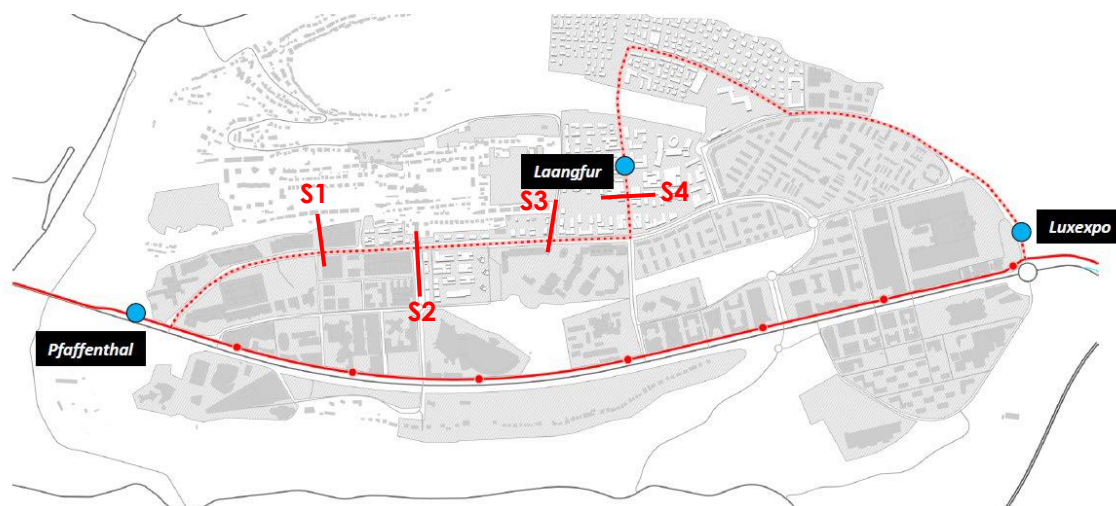 Laangfur
S1
S3
S4
Luxexpo
S2
Pfaffenthal